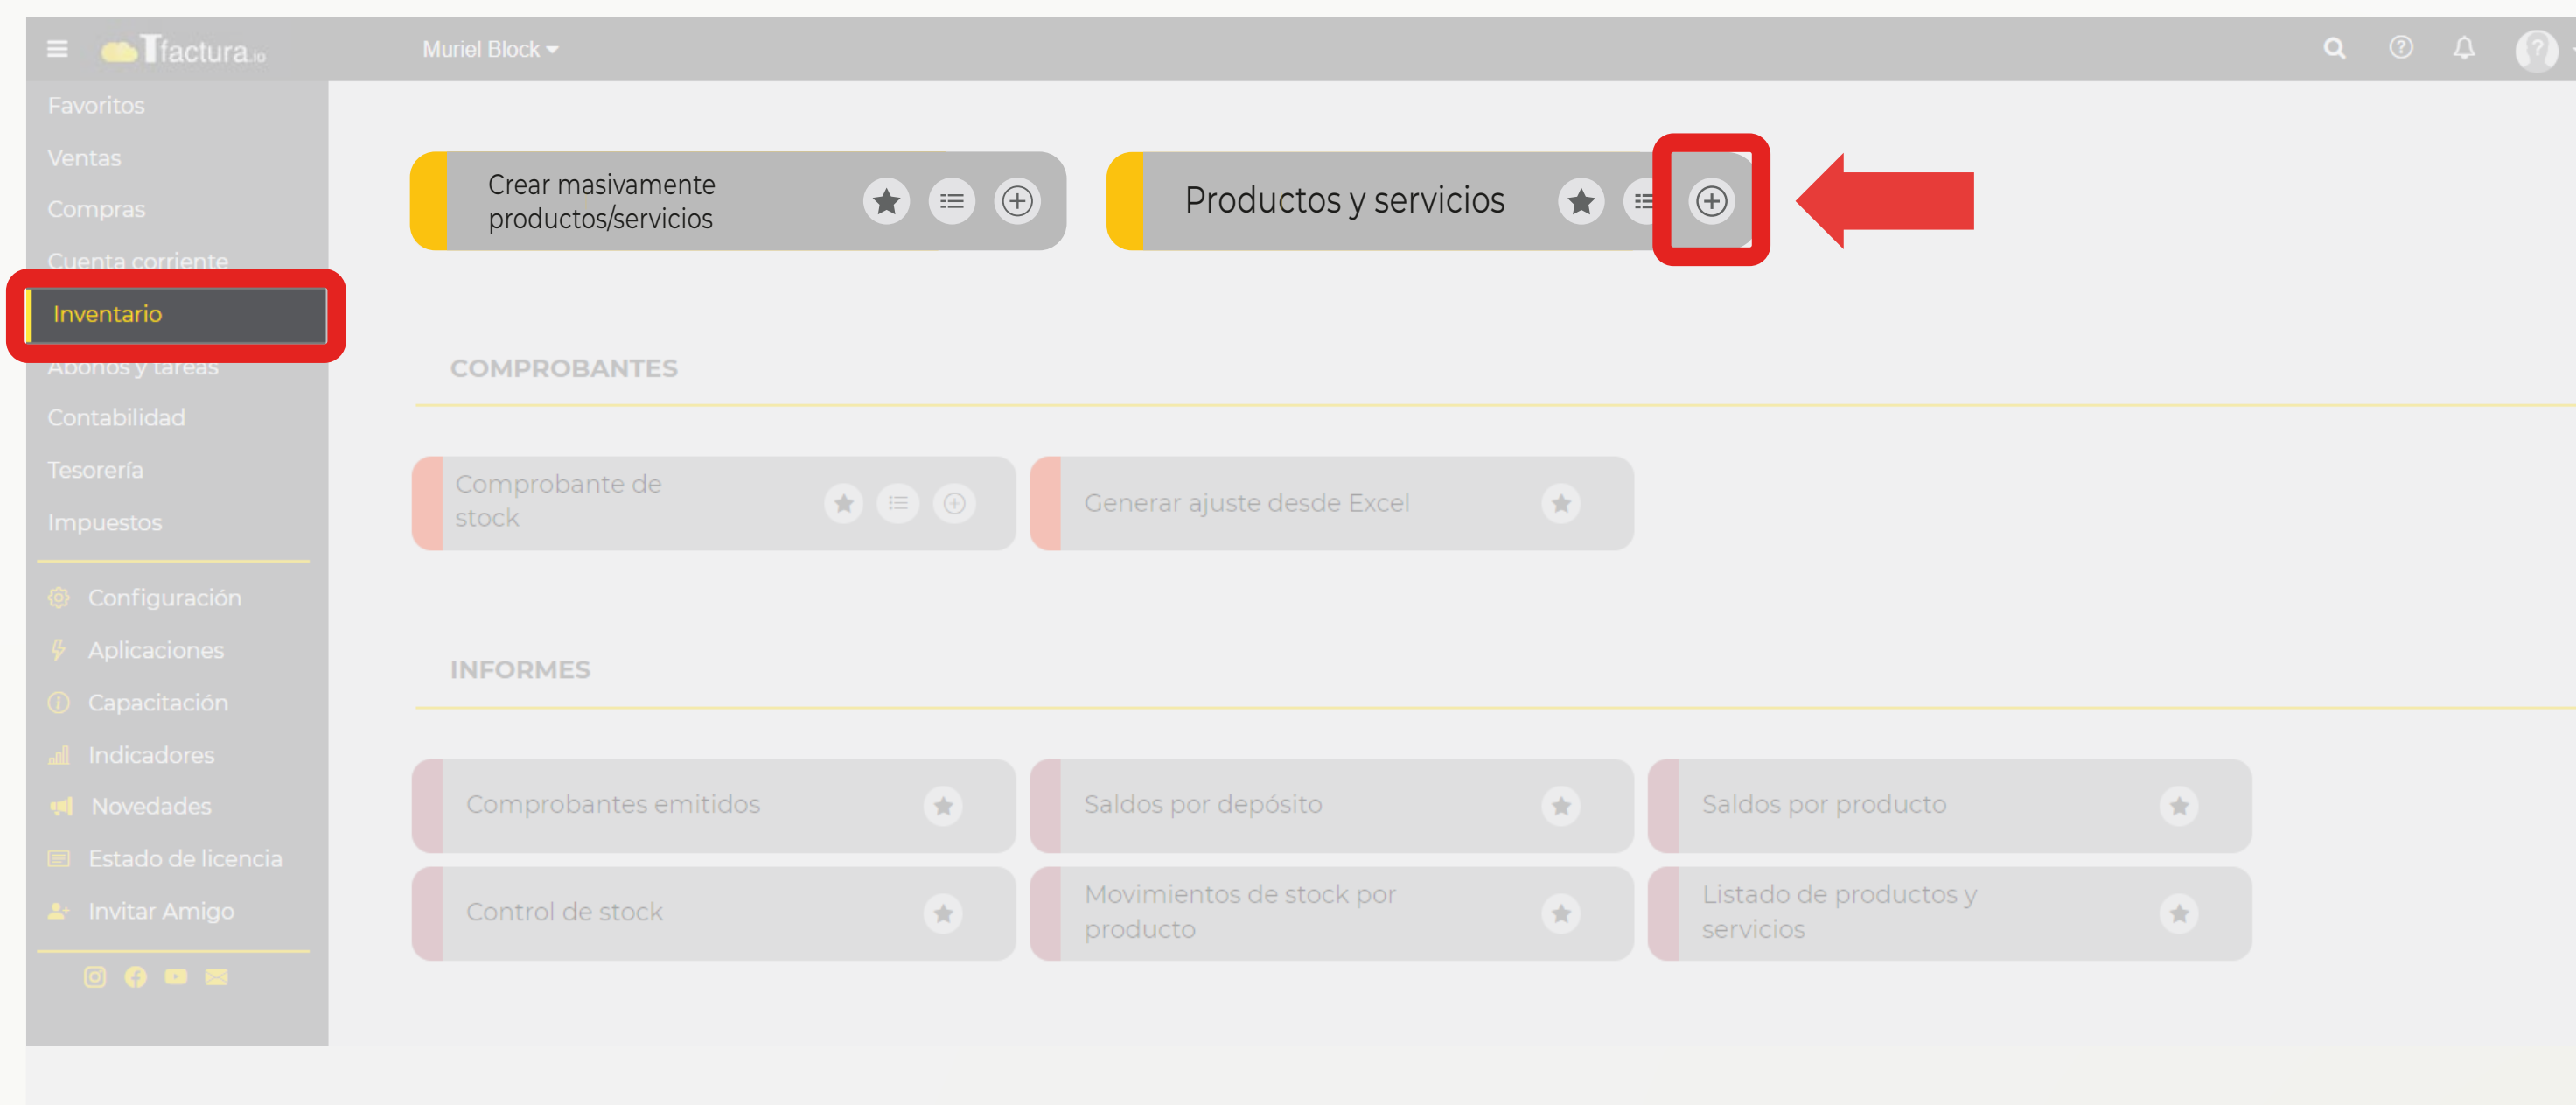 Tfactura.io
Muriel Block
Favoritos
Ventas
Compras
Cuenta corriente
Inventario
Abonos y tareas
Contabilidad
Tesorería
Impuestos
Configuración
Aplicaciones
Capacitación
Indicadores
Novedades
Estado de licencia
Invitar Amigo
Crear masivamente
productos/servicios
Productos y servicios
COMPROBANTES
Comprobante de
stock
Generar ajuste desde Excel
INFORMES
Comprobantes emitidos
Saldos por depósito
Saldos por producto
Control de stock
Movimientos de stock por
producto
Listado de productos y
servicios